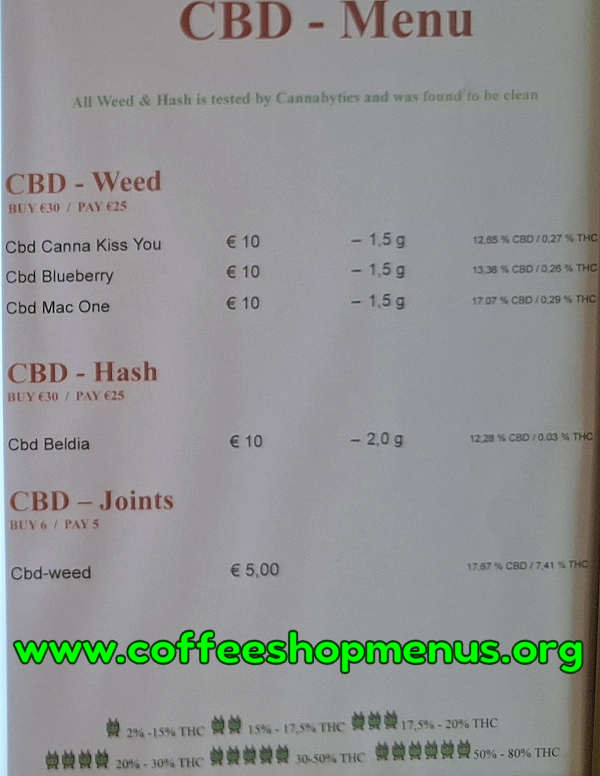 CBD - Menu
All Weed & Hash is tested by Cannabyties and was found to be clean
CBD - Weed
BUY €30 / PAY €25
Cbd Canna Kiss You € 10 – 1,5 g 12,65 % CBD / 0,27 % THC
Cbd Blueberry € 10 – 1,5 g 13,36 % CBD / 0,26 % THC
Cbd Mac One € 10 – 1,5 g 17.07 % CBD / 0,29 % THC
CBD - Hash
BUY €30 / PAY €25
Cbd Beldia € 10 – 2,0 g 12,28 % CBD / 0.03 % THC
CBD – Joints
BUY 6 / PAY 5
Cbd-weed € 5,00 17,67 % CBD / 7,41 % THC
www.coffeeshopmenus.org
2% -15% THC 15% - 17,5% THC 17,5% - 20% THC
20% - 30% THC 30-50% THC 50% - 80% THC